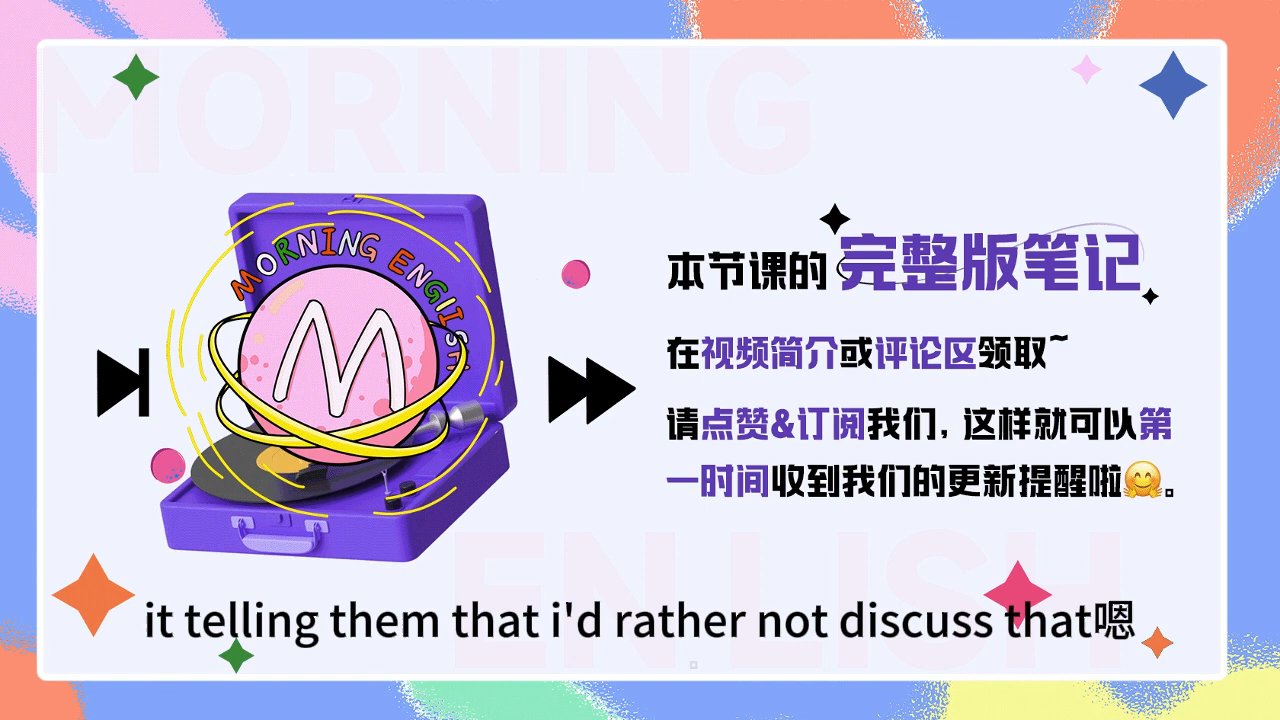 MORNING
MORNING ENGlISH
M
本节课的 完整版笔记
在视频简介或评论区领取~
请点赞&订阅我们, 这样就可以第
一时间收到我们的更新提醒啦🤗。
EN LISH
it telling them that i'd rather not discuss that嗯